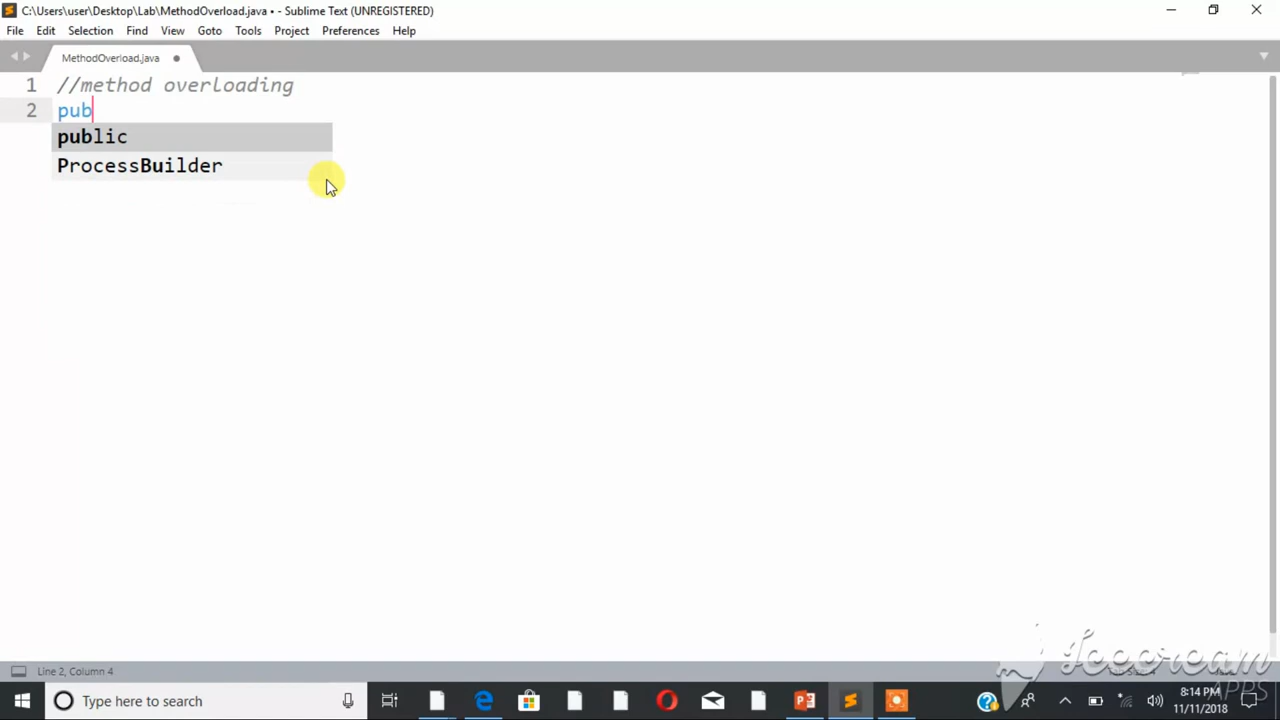 C:\Users\user\Desktop\Lab\MethodOverload.java • - Sublime Text (UNREGISTERED)
File Edit Selection Find View Goto Tools Project Preferences Help
MethodOverload.java
1 //method overloading
2 pub
public
ProcessBuilder
Line 2, Column 4
Icecream
APPS
Type here to search
8:14 PM
11/11/2018